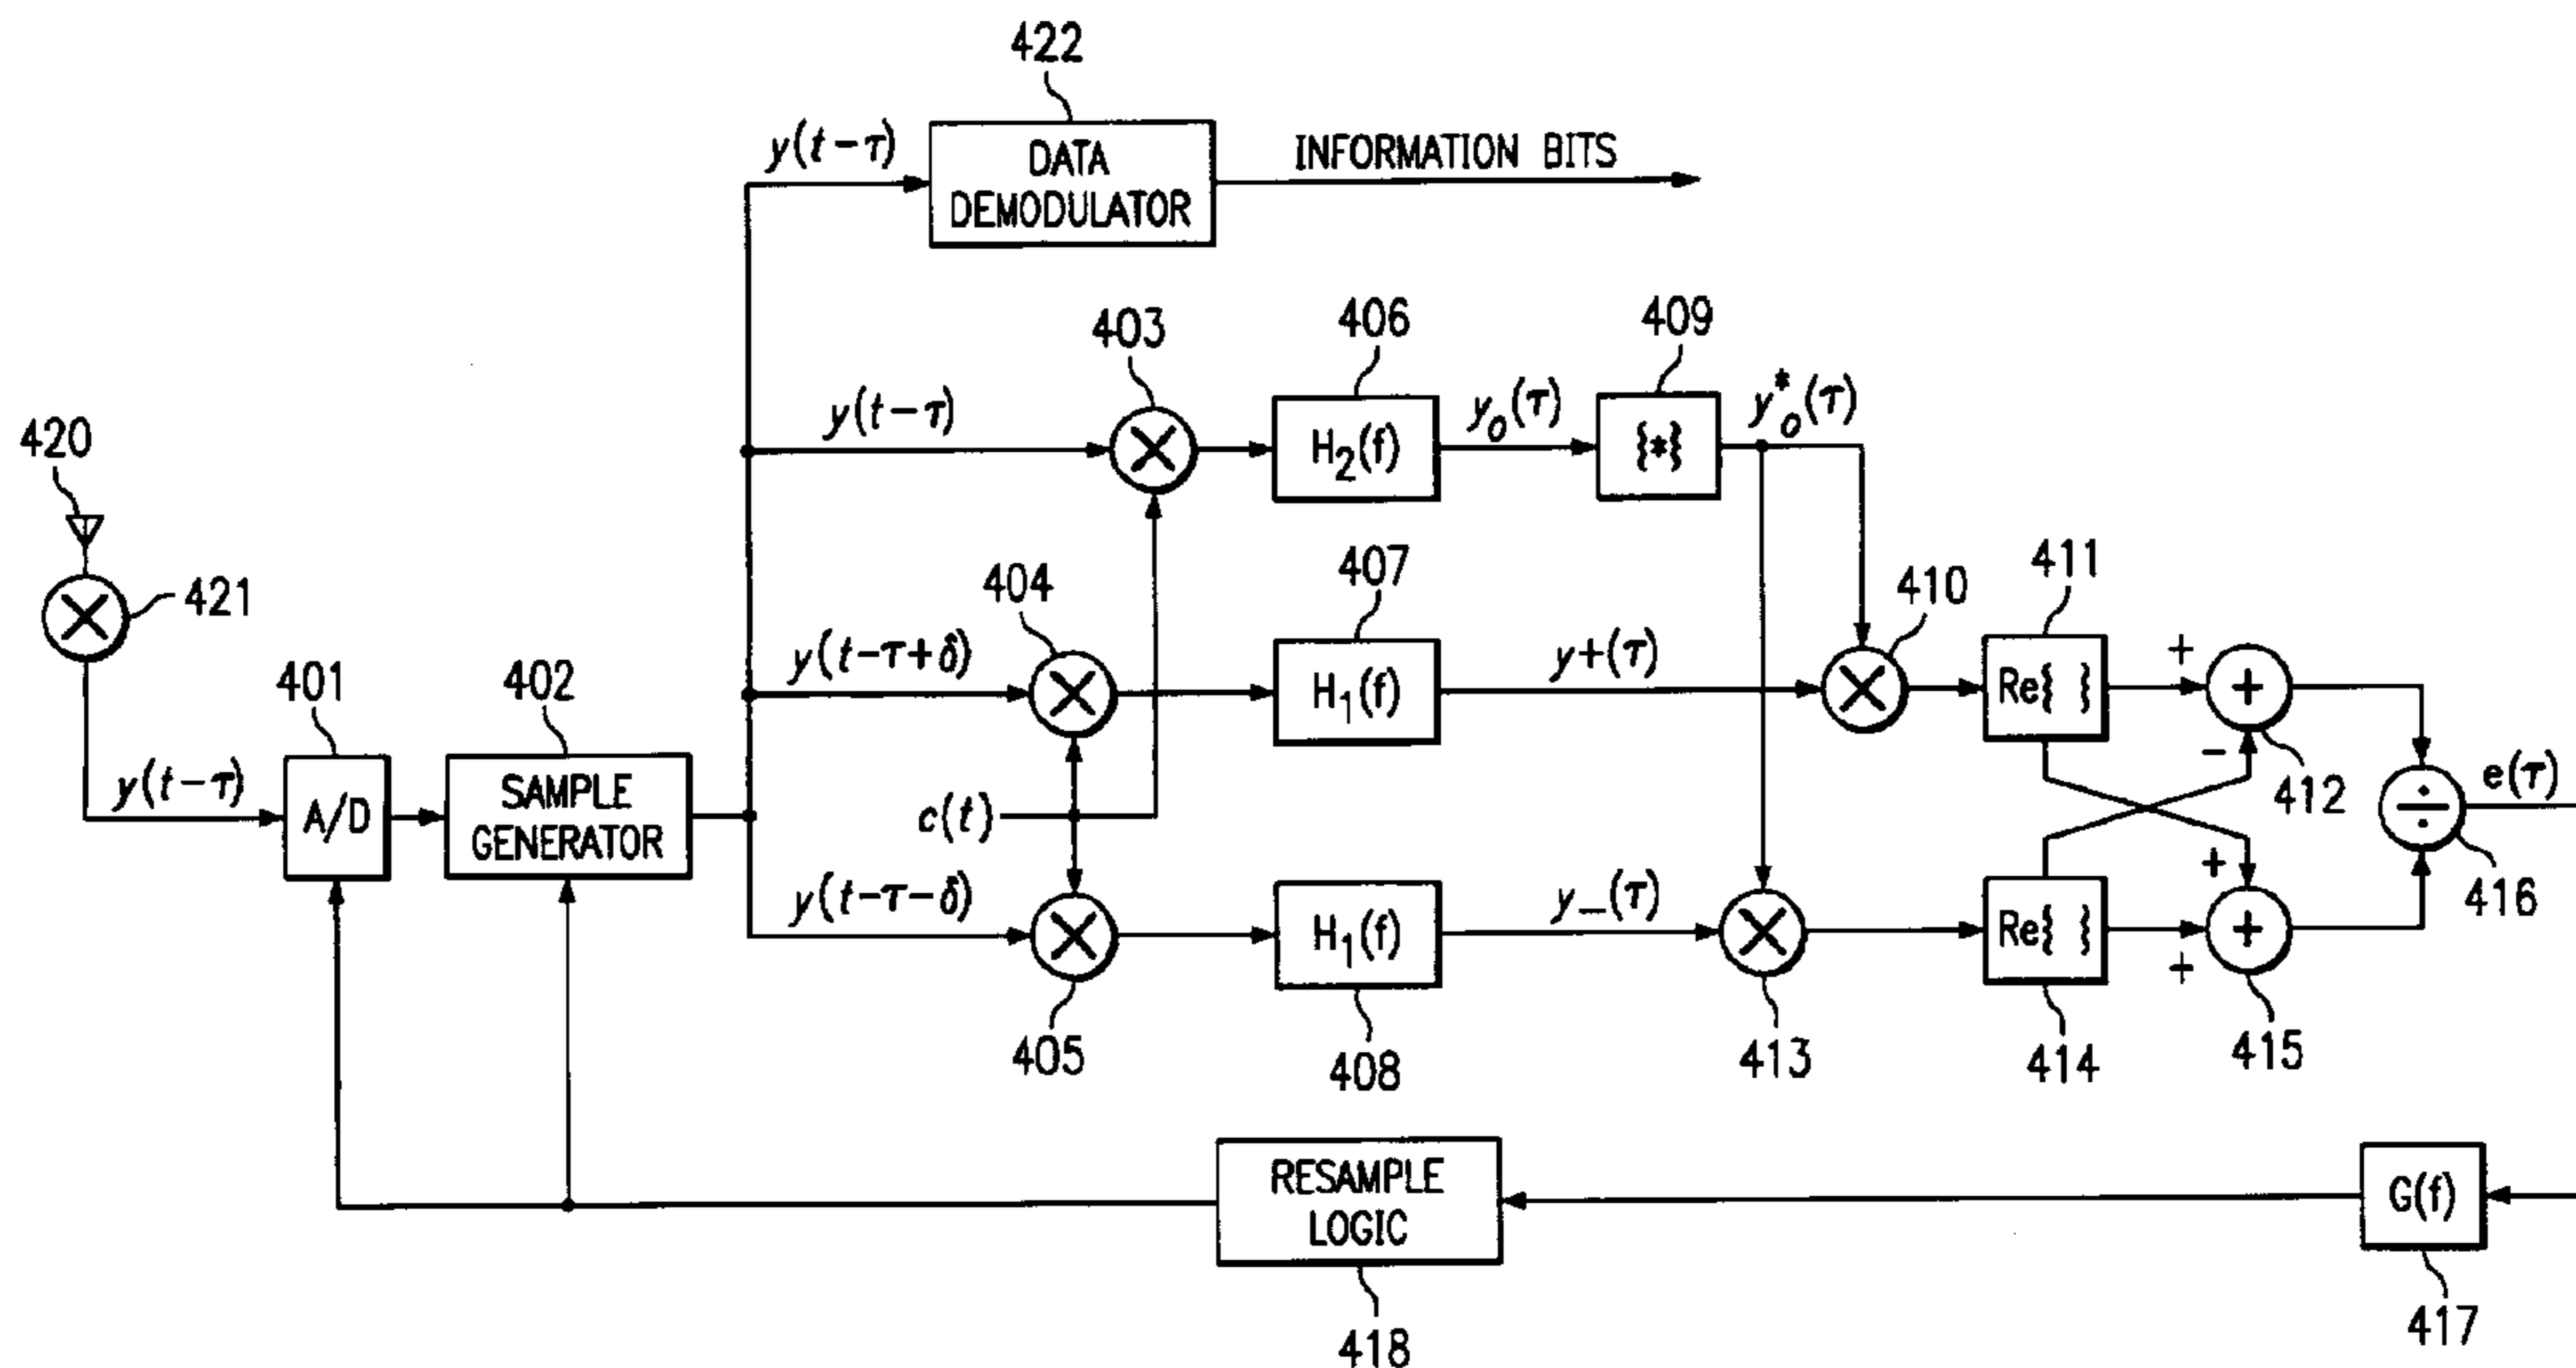 422
y(t-τ)
DATA
DEMODULATOR
INFORMATION BITS
403
406
409
y(t-τ)
H₂(f)
y₀(τ)
{*}
y*₀(τ)
420
421
404
407
410
411
y(t-τ+δ)
H₁(f)
y+(τ)
Re{ }
+
+
-
412
401
402
y(t-τ)
A/D
SAMPLE
GENERATOR
c(t)
÷
e(τ)
416
y(t-τ-δ)
H₁(f)
y₋(τ)
Re{ }
+
+
+
405
408
413
414
415
RESAMPLE
LOGIC
G(f)
418
417